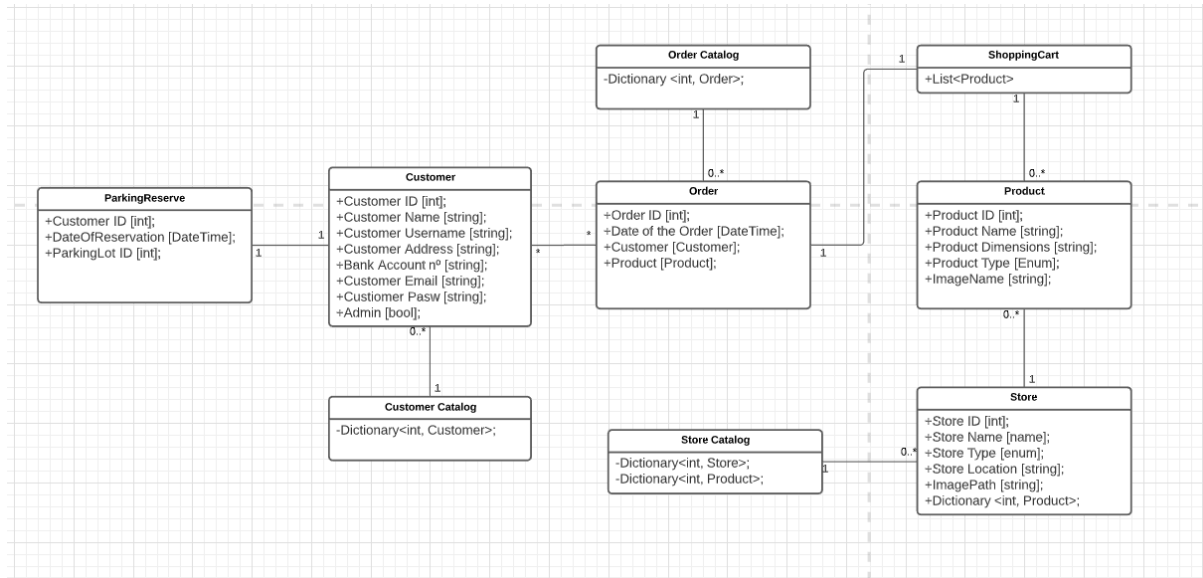 Order Catalog
-Dictionary <int, Order>;
1
0..*
ShoppingCart
+List<Product>
1
1
0..*
ParkingReserve
+Customer ID [int];
+DateOfReservation [DateTime];
+ParkingLot ID [int];
1
1
Customer
+Customer ID [int];
+Customer Name [string];
+Customer Username [string];
+Customer Address [string];
+Bank Account nº [string];
+Customer Email [string];
+Custiomer Pasw [string];
+Admin [bool];
*
*
0..*
1
Order
+Order ID [int];
+Date of the Order [DateTime];
+Customer [Customer];
+Product [Product];
1
Product
+Product ID [int];
+Product Name [string];
+Product Dimensions [string];
+Product Type [Enum];
+ImageName [string];
0..*
1
Customer Catalog
-Dictionary<int, Customer>;
Store Catalog
-Dictionary<int, Store>;
-Dictionary<int, Product>;
1
0..*
Store
+Store ID [int];
+Store Name [name];
+Store Type [enum];
+Store Location [string];
+ImagePath [string];
+Dictionary <int, Product>;